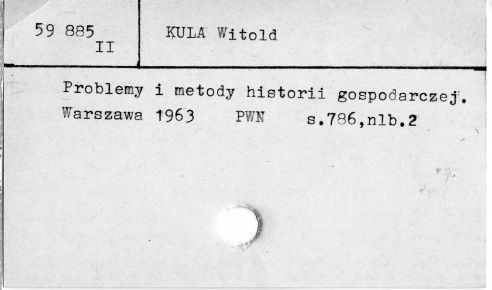 59 885
II
KULA Witold
Problemy i metody historii gospodarczej.
Warszawa 1963 PWN s.786,nlb.2